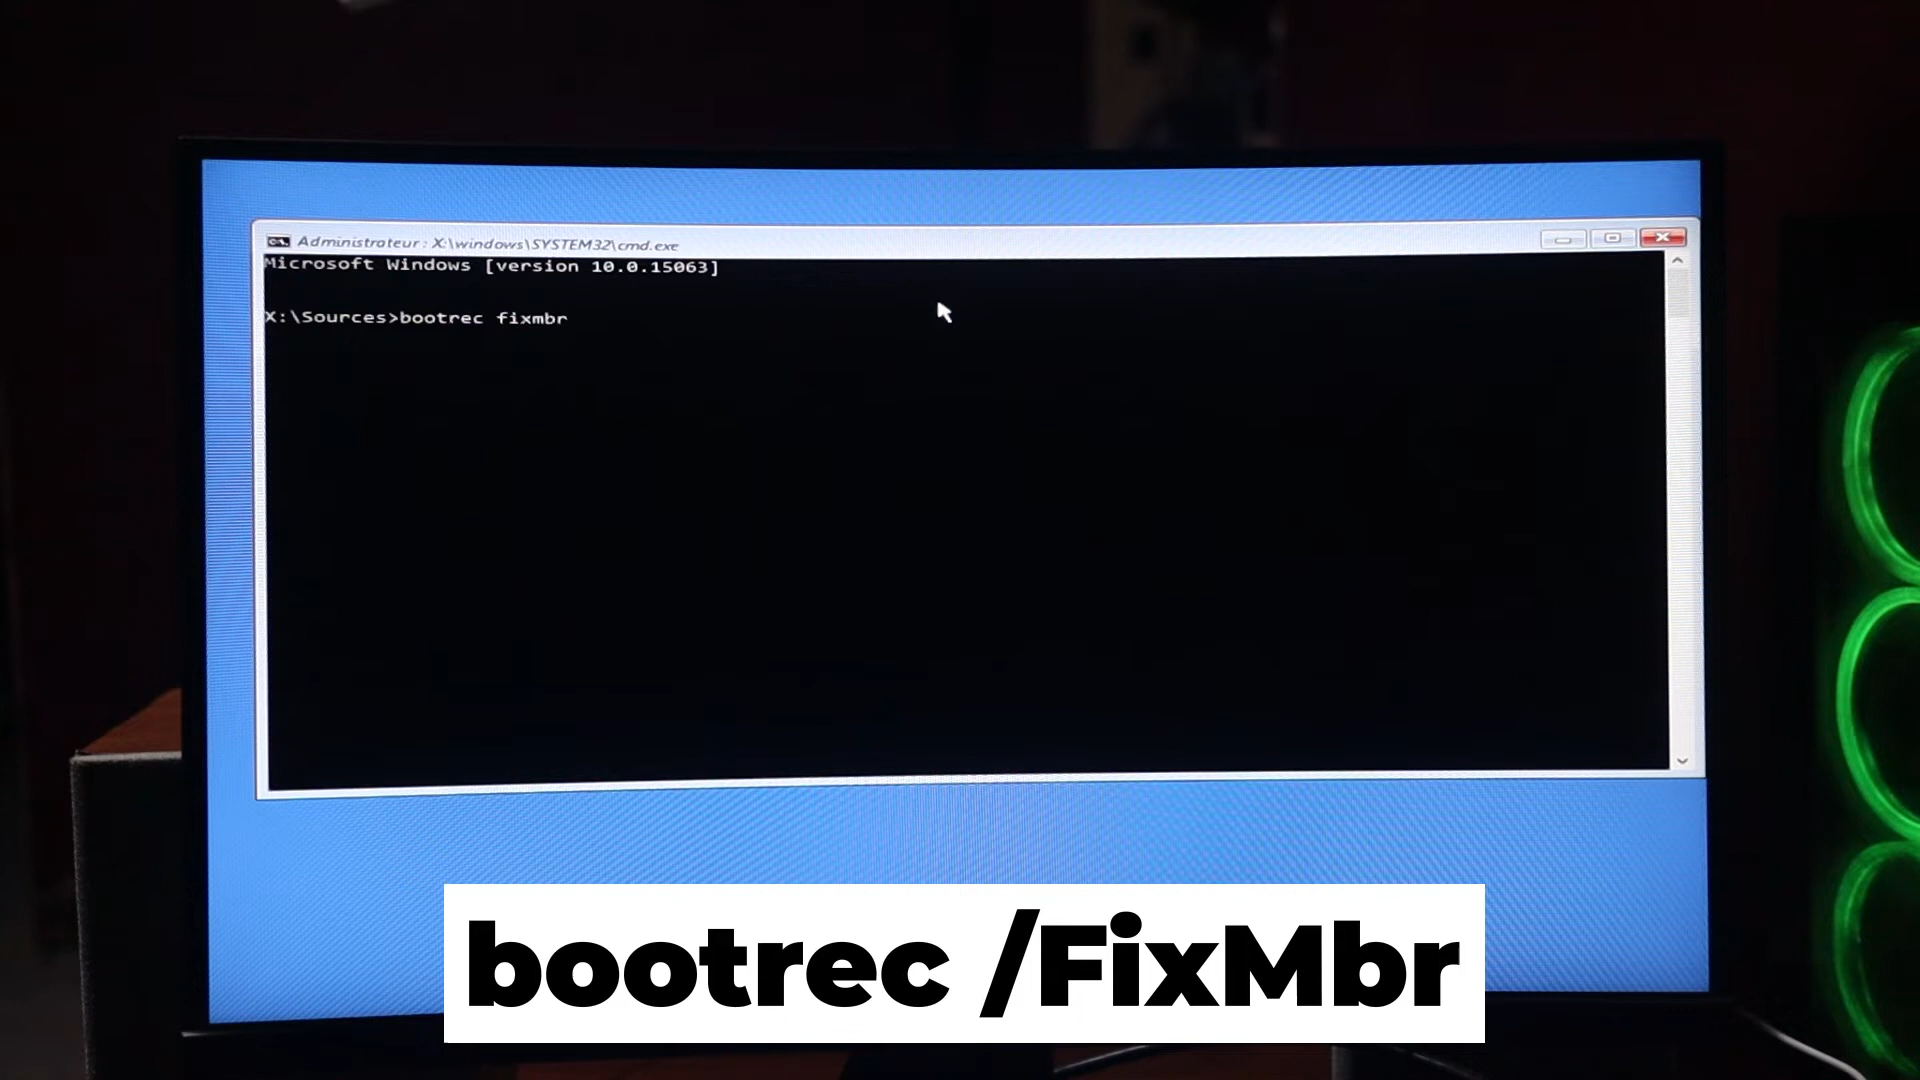 Administrateur : X:\windows\SYSTEM32\cmd.exe
Microsoft Windows [version 10.0.15063]
X:\Sources>bootrec fixmbr
bootrec /FixMbr